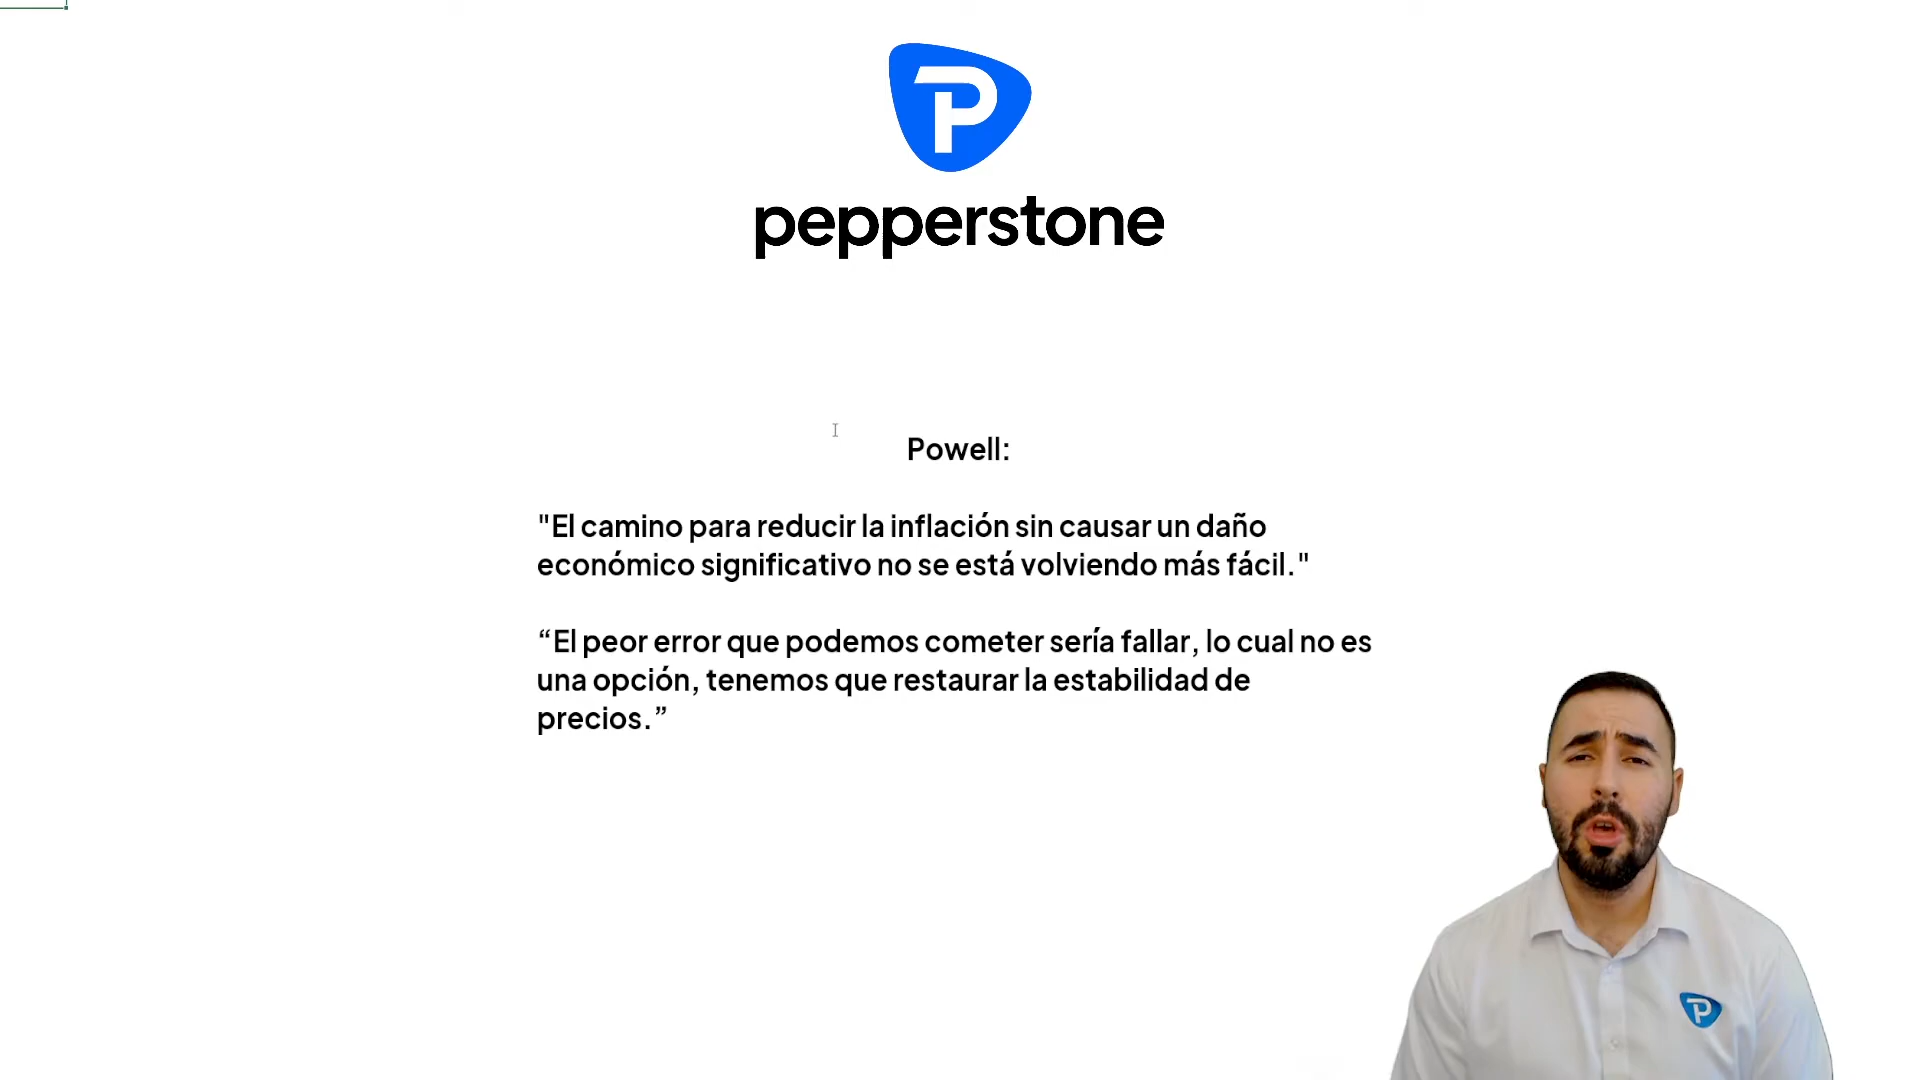 pepperstone
Powell:
"El camino para reducir la inflación sin causar un daño
económico significativo no se está volviendo más fácil."
“El peor error que podemos cometer sería fallar, lo cual no es
una opción, tenemos que restaurar la estabilidad de
precios.”